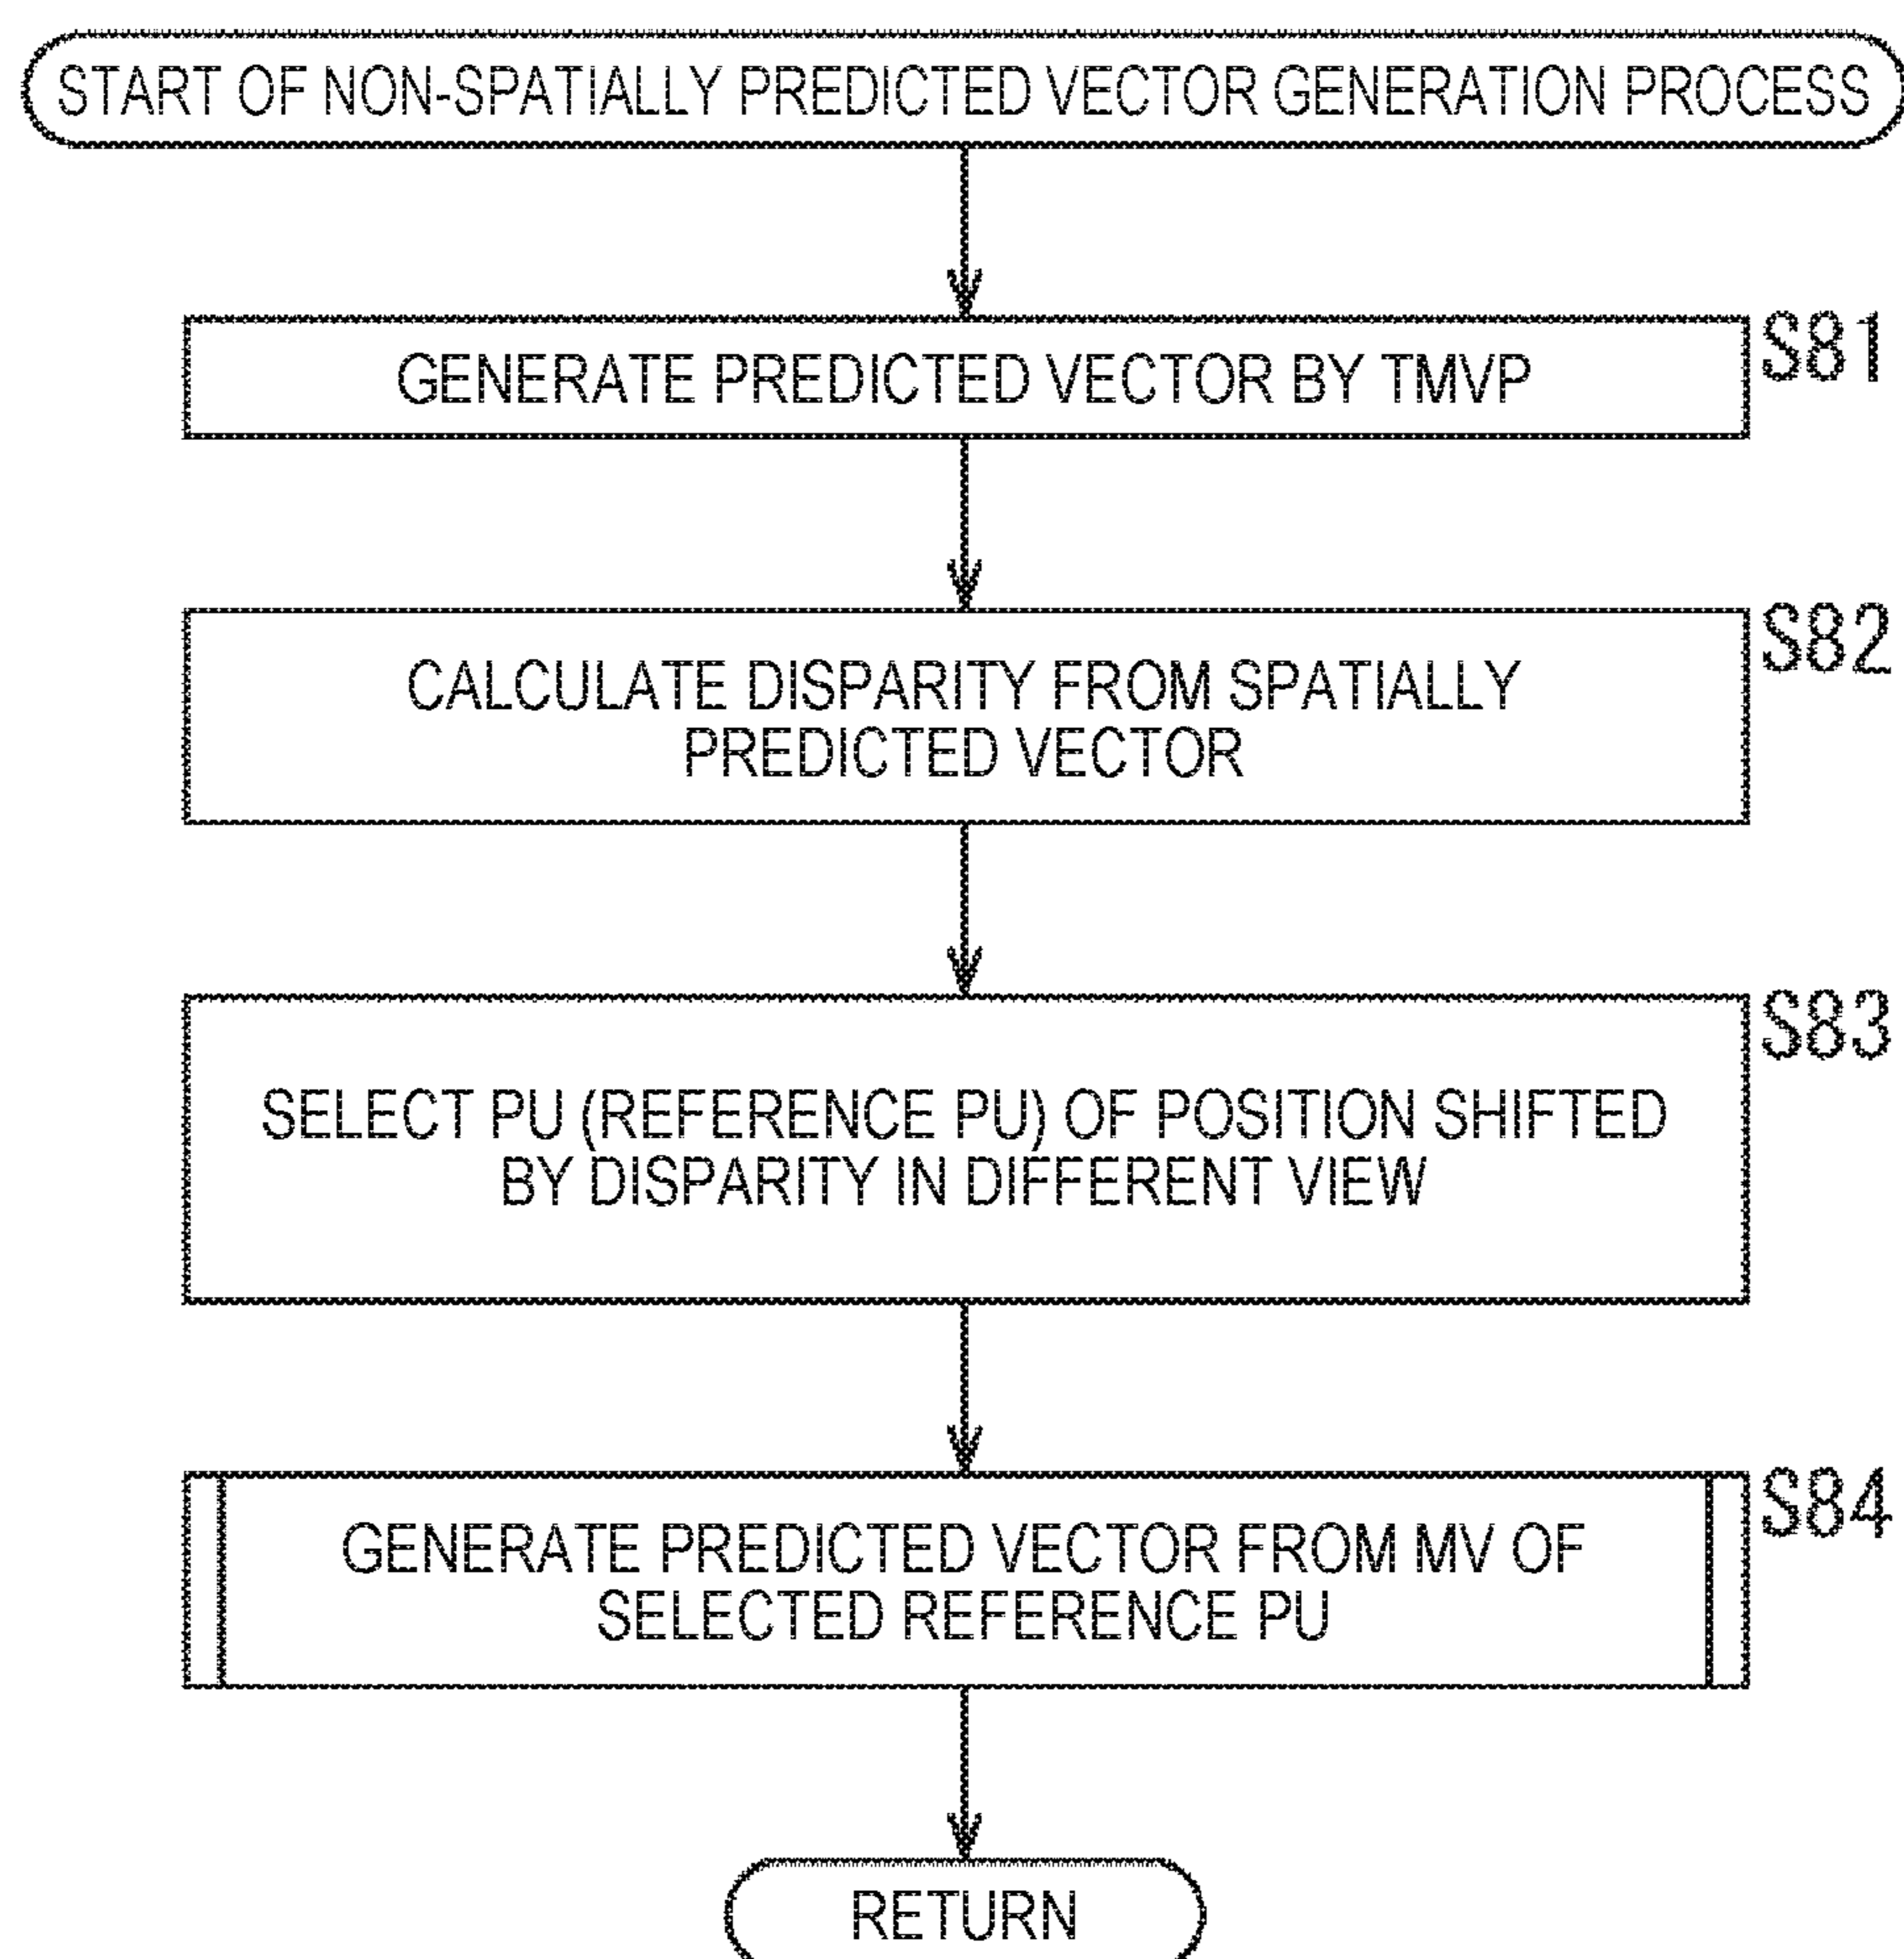 START OF NON-SPATIALLY PREDICTED VECTOR GENERATION PROCESS
S81
GENERATE PREDICTED VECTOR BY TMVP
S82
CALCULATE DISPARITY FROM SPATIALLY
PREDICTED VECTOR
S83
SELECT PU (REFERENCE PU) OF POSITION SHIFTED
BY DISPARITY IN DIFFERENT VIEW
S84
GENERATE PREDICTED VECTOR FROM MV OF
SELECTED REFERENCE PU
RETURN